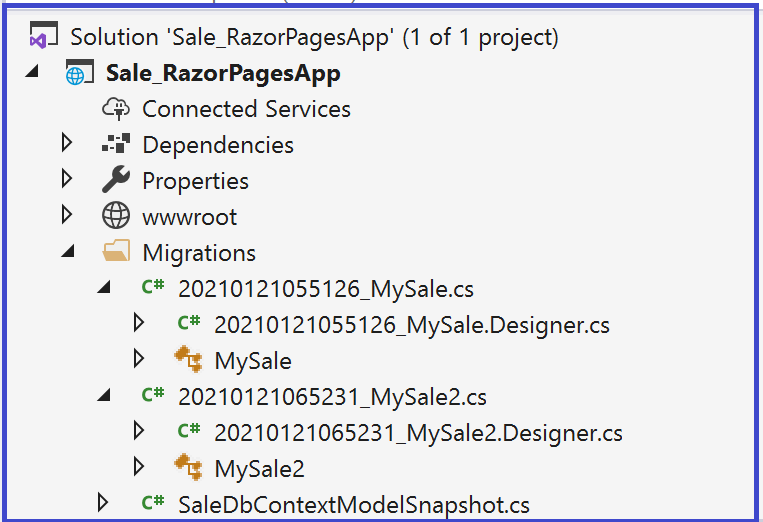 Solution 'Sale_RazorPagesApp' (1 of 1 project)
Sale_RazorPagesApp
Connected Services
Dependencies
Properties
wwwroot
Migrations
C# 20210121055126_MySale.cs
C# 20210121055126_MySale.Designer.cs
MySale
C# 20210121065231_MySale2.cs
C# 20210121065231_MySale2.Designer.cs
MySale2
C# SaleDbContextModelSnapshot.cs